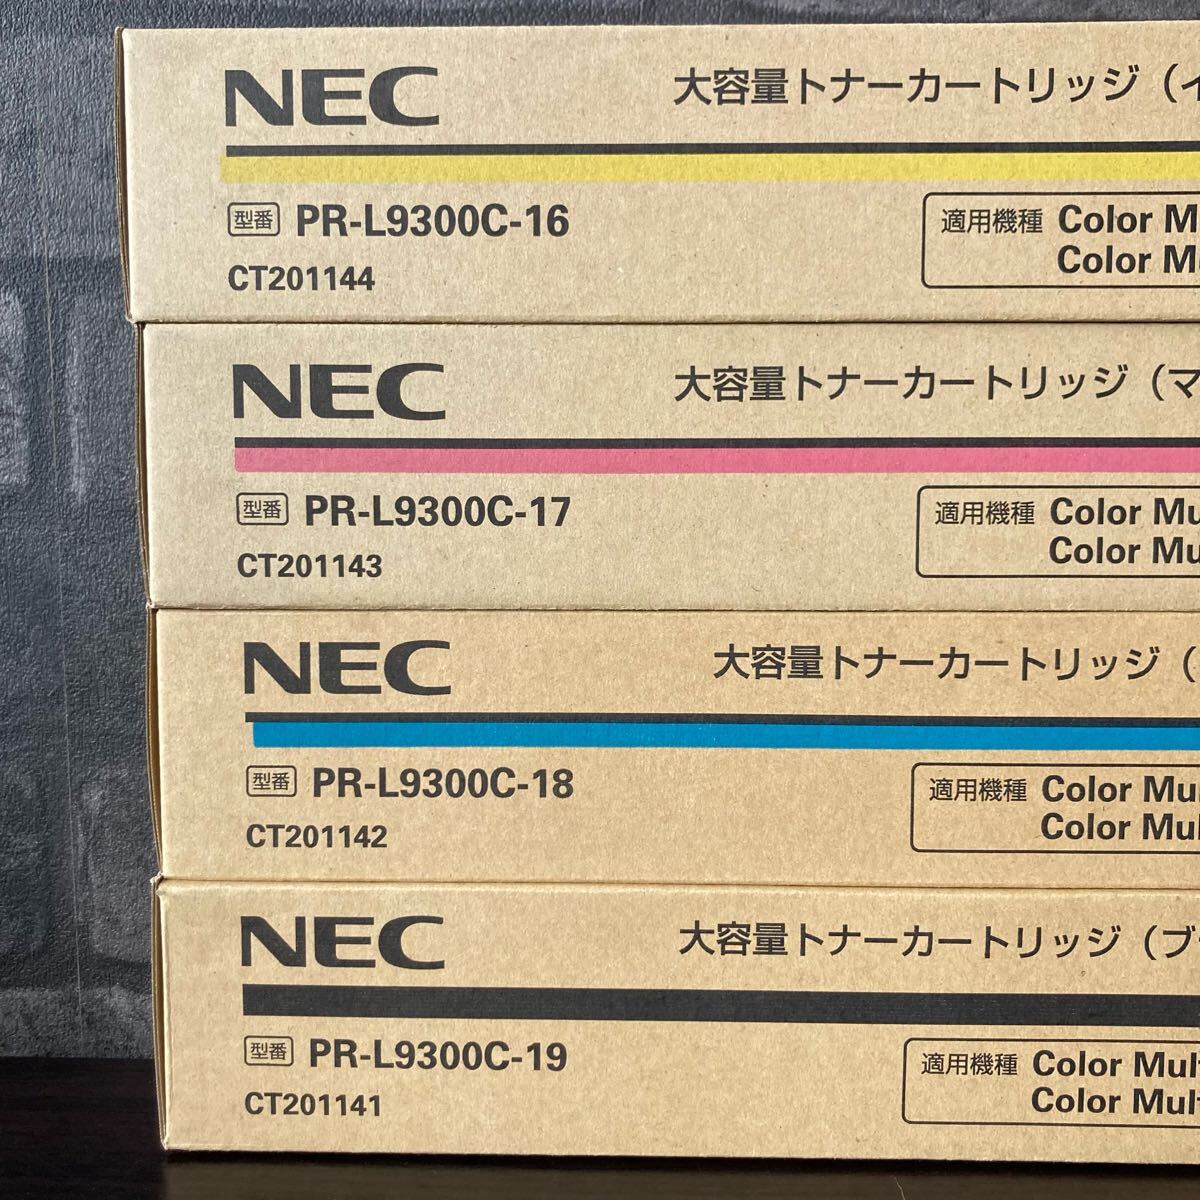 NEC 大容量トナーカートリッジ（イ
型番 PR-L9300C-16 適用機種 Color M
CT201144 Color Mu
NEC 大容量トナーカートリッジ（マ
型番 PR-L9300C-17 適用機種 Color Mu
CT201143 Color Mu
NEC 大容量トナーカートリッジ（
型番 PR-L9300C-18 適用機種 Color Mul
CT201142 Color Mul
NEC 大容量トナーカートリッジ（ブ
型番 PR-L9300C-19 適用機種 Color Mul
CT201141 Color Mult